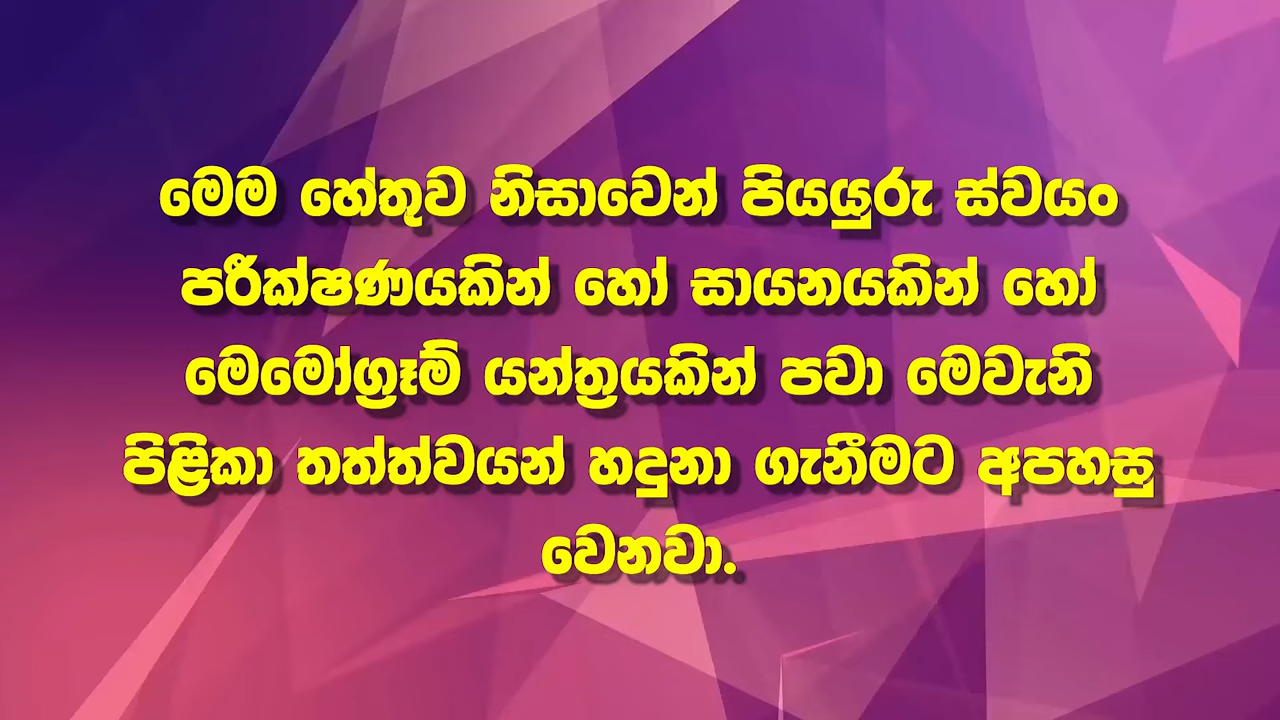 මෙම හේතුව නිසාවෙන් පියයුරු ස්වයං
පරීක්ෂණයකින් හෝ සායනයකින් හෝ
මෙමෝග්‍රෑම් යන්ත්‍රයකින් පවා මෙවැනි
පිළිකා තත්ත්වයන් හදුනා ගැනීමට අපහසු
වෙනවා.